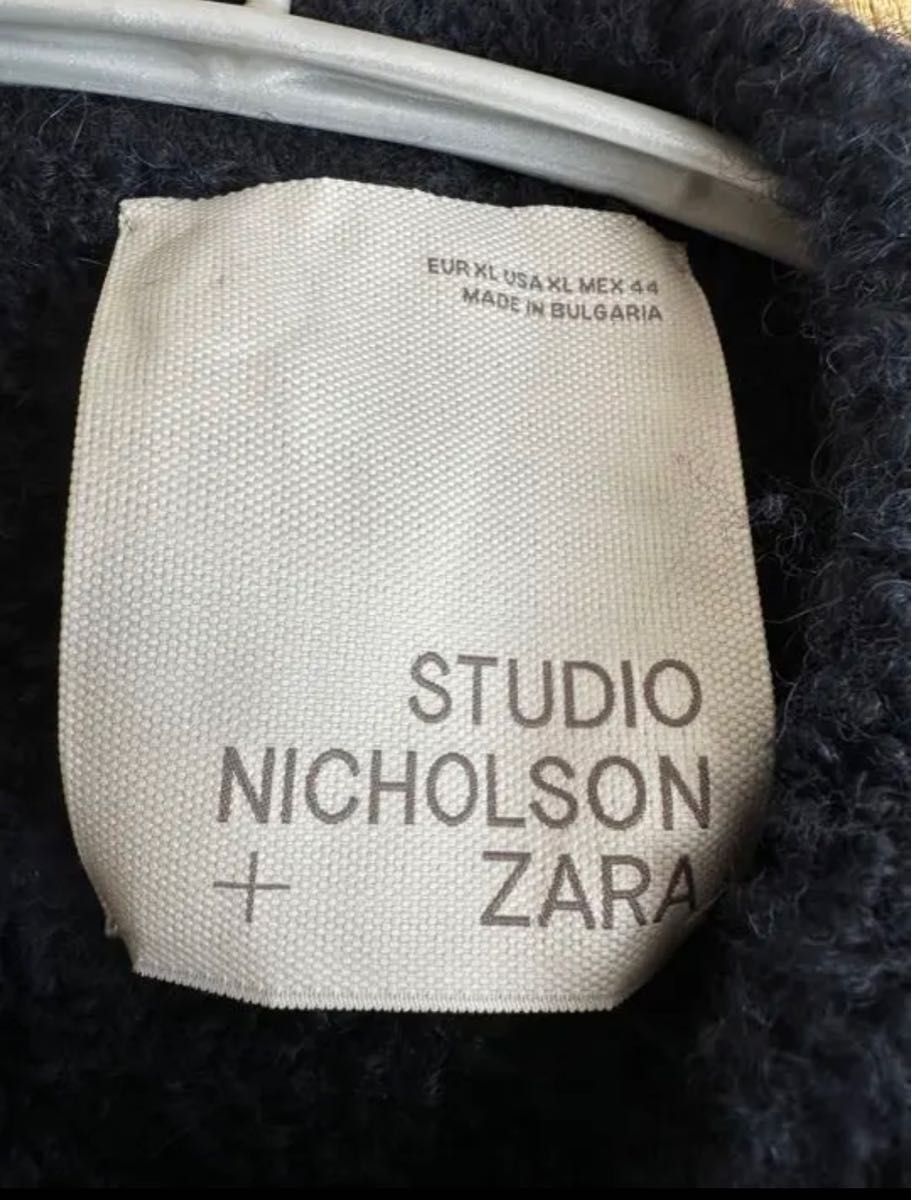 EUR XL USA XL MEX 44
MADE IN BULGARIA
STUDIO
NICHOLSON
+ ZARA